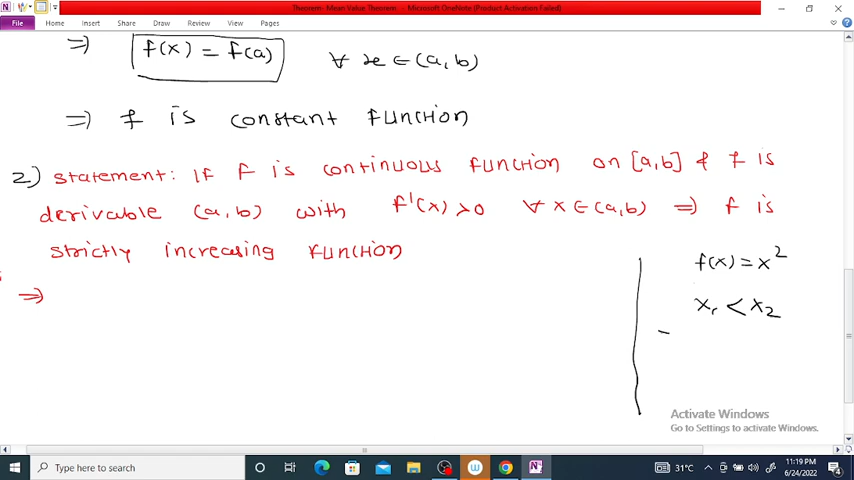 Theorem- Mean Value Theorem - Microsoft OneNote (Product Activation Failed)
File Home Insert Share Draw Review View Pages
⇒ f(x) = f(a) ∀ x ∈ (a, b)
⇒ f is constant function
2) statement: If f is continuous function on [a, b] & f is
derivable (a, b) with f'(x) >0 ∀ x ∈ (a, b) ⇒ f is
strictly increasing function
⇒
f(x) = x²
x₁ < x₂
-
Activate Windows
Go to Settings to activate Windows.
Type here to search
31°C
11:19 PM
6/24/2022
4